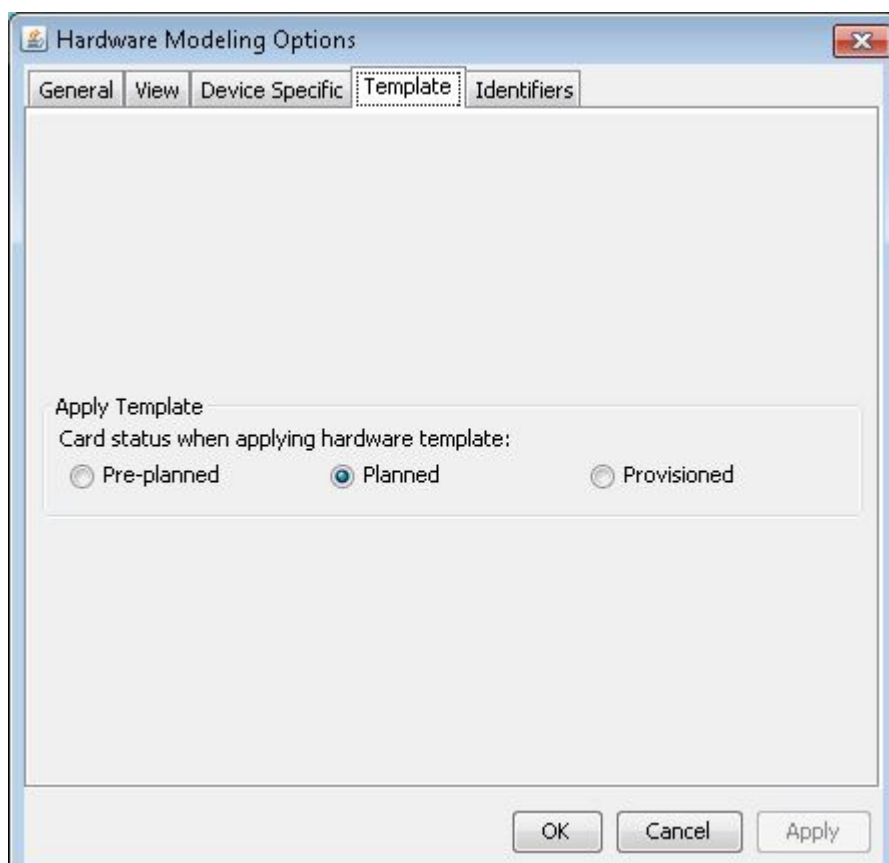 Hardware Modeling Options
General View Device Specific Template Identifiers
Apply Template
Card status when applying hardware template:
Pre-planned Planned Provisioned
OK Cancel Apply